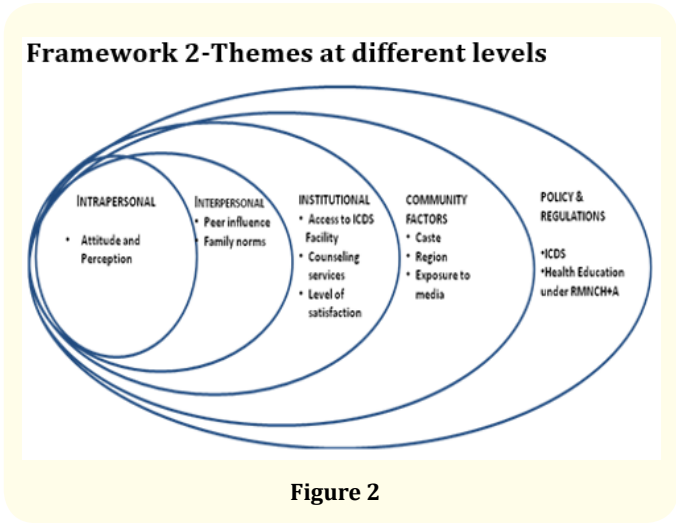 Framework 2-Themes at different levels
INTRAPERSONAL
• Attitude and
Perception
INTERPERSONAL
• Peer influence
• Family norms
INSTITUTIONAL
• Access to ICDS
Facility
• Counseling
services
• Level of
satisfaction
COMMUNITY
FACTORS
• Caste
• Region
• Exposure to
media
POLICY &
REGULATIONS
•ICDS
•Health Education
under RMNCH+A
Figure 2